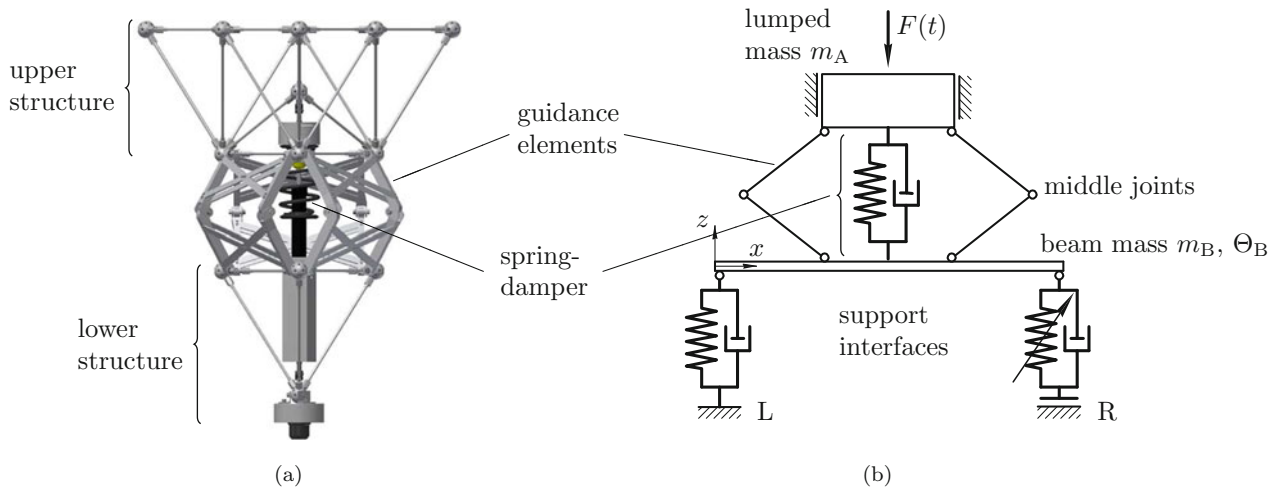 upper
structure
lower
structure
(a)
guidance
elements
spring-
damper
lumped
mass m_A
F(t)
middle joints
z
x
beam mass m_B, Θ_B
support
interfaces
L
R
(b)